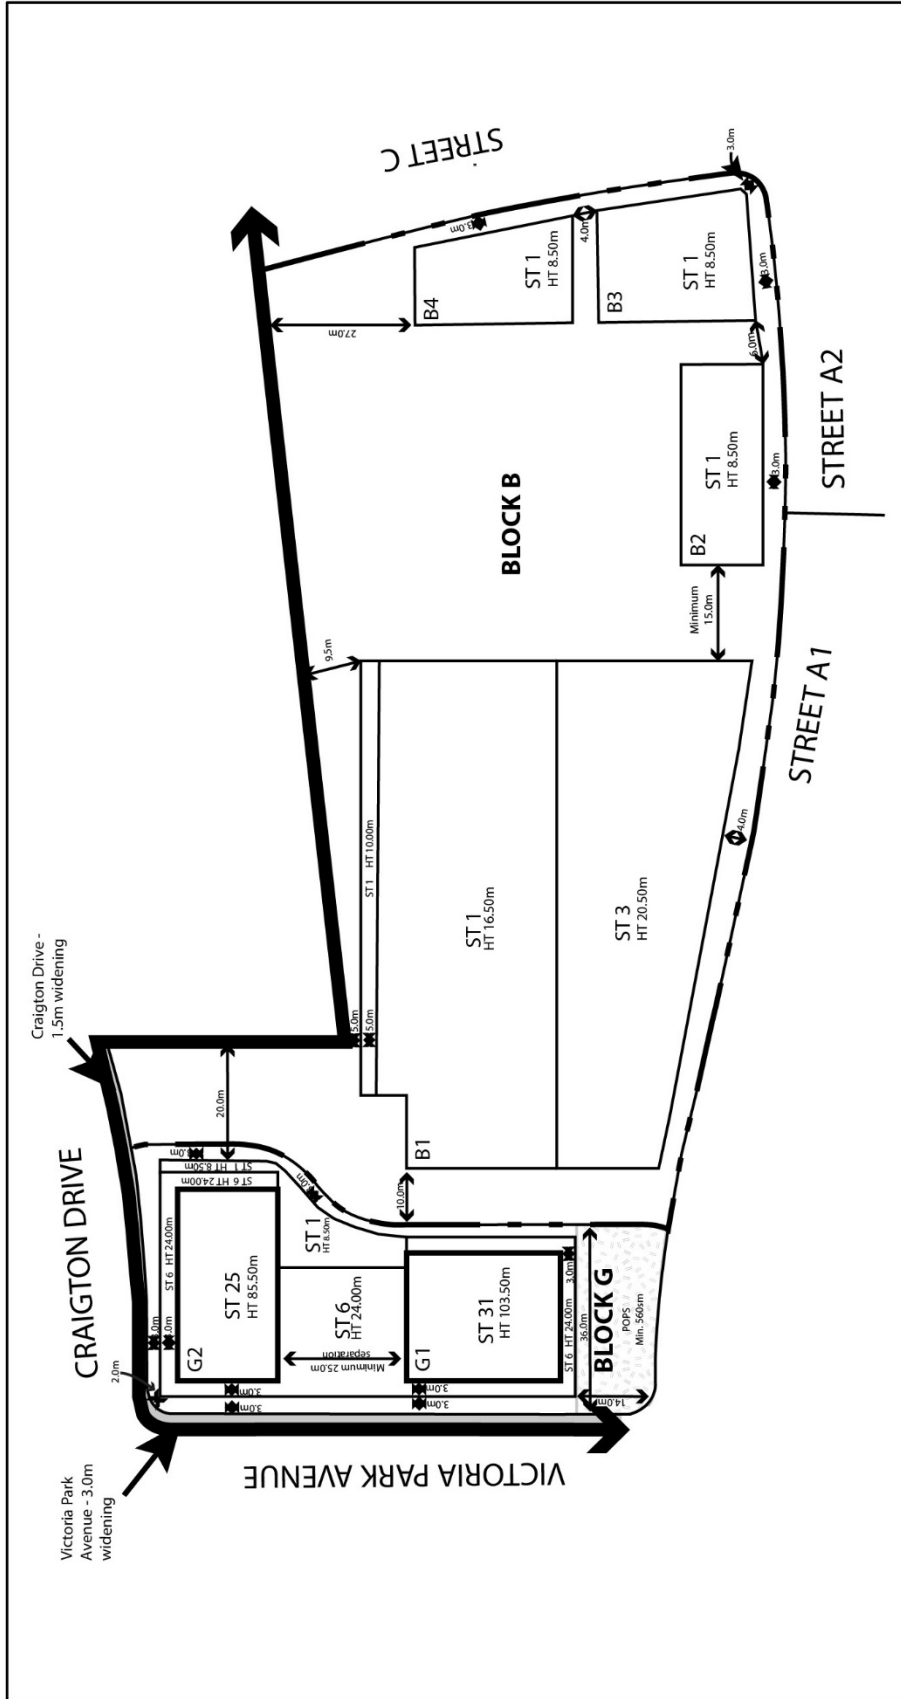 STREET C
3.0m
3.0m
4.0m
B4
ST 1
HT 8.50m
B3
ST 1
HT 8.50m
27.0m
3.0m
6.0m
STREET A2
ST 1
HT 8.50m
B2
3.0m
BLOCK B
Minimum
15.0m
9.5m
STREET A1
ST 1 HT 10.00m
ST 1
HT 16.50m
ST 3
HT 20.50m
4.0m
Craigton Drive -
1.5m widening
5.0m
5.0m
20.0m
B1
10.0m
CRAIGTON DRIVE
3.0m
ST 1 HT 8.50m
ST 6 HT 24.00m
ST 1
HT 8.50m
ST 6 HT 24.00m
ST 25
HT 85.50m
G2
ST 6
HT 24.00m
Minimum 25.0m
separation
ST 31
HT 103.50m
G1
3.0m
ST 6 HT 24.00m
36.0m
BLOCK G
POPS
Min. 560sm
14.0m
3.0m
2.0m
3.0m
3.0m
3.0m
3.0m
VICTORIA PARK AVENUE
Victoria Park
Avenue - 3.0m
widening